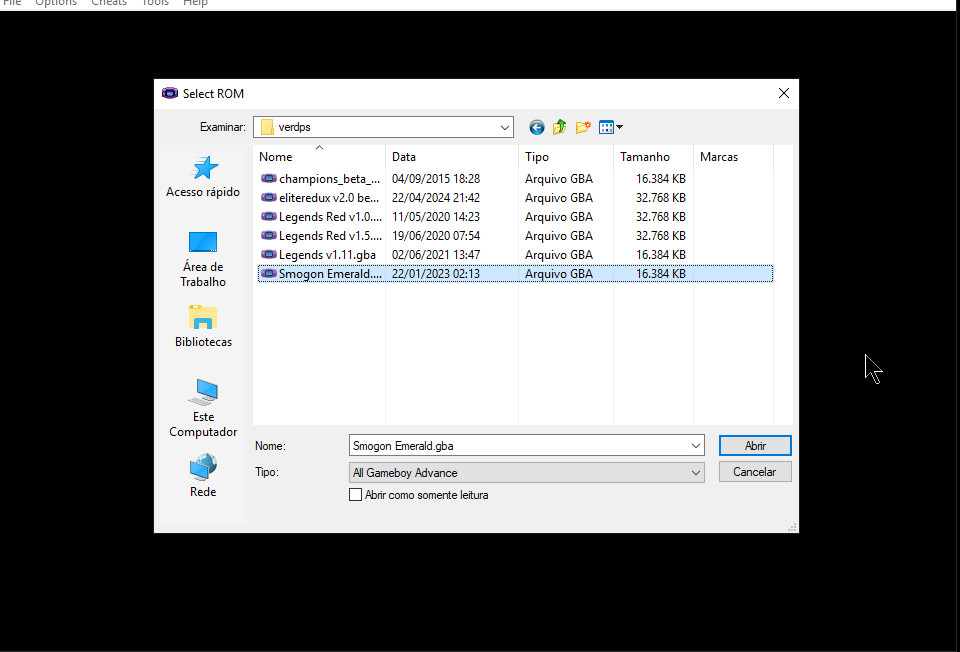 File Options Cheats Tools Help
Select ROM
Examinar: verdps
Nome Data Tipo Tamanho Marcas
champions_beta_... 04/09/2015 18:28 Arquivo GBA 16.384 KB
eliteredux v2.0 be... 22/04/2024 21:42 Arquivo GBA 32.768 KB
Legends Red v1.0.... 11/05/2020 14:23 Arquivo GBA 32.768 KB
Legends Red v1.5.... 19/06/2020 07:54 Arquivo GBA 32.768 KB
Legends v1.11.gba 02/06/2021 13:47 Arquivo GBA 16.384 KB
Smogon Emerald.... 22/01/2023 02:13 Arquivo GBA 16.384 KB
Acesso rápido
Área de
Trabalho
Bibliotecas
Este
Computador
Rede
Nome: Smogon Emerald.gba Abrir
Tipo: All Gameboy Advance Cancelar
Abrir como somente leitura